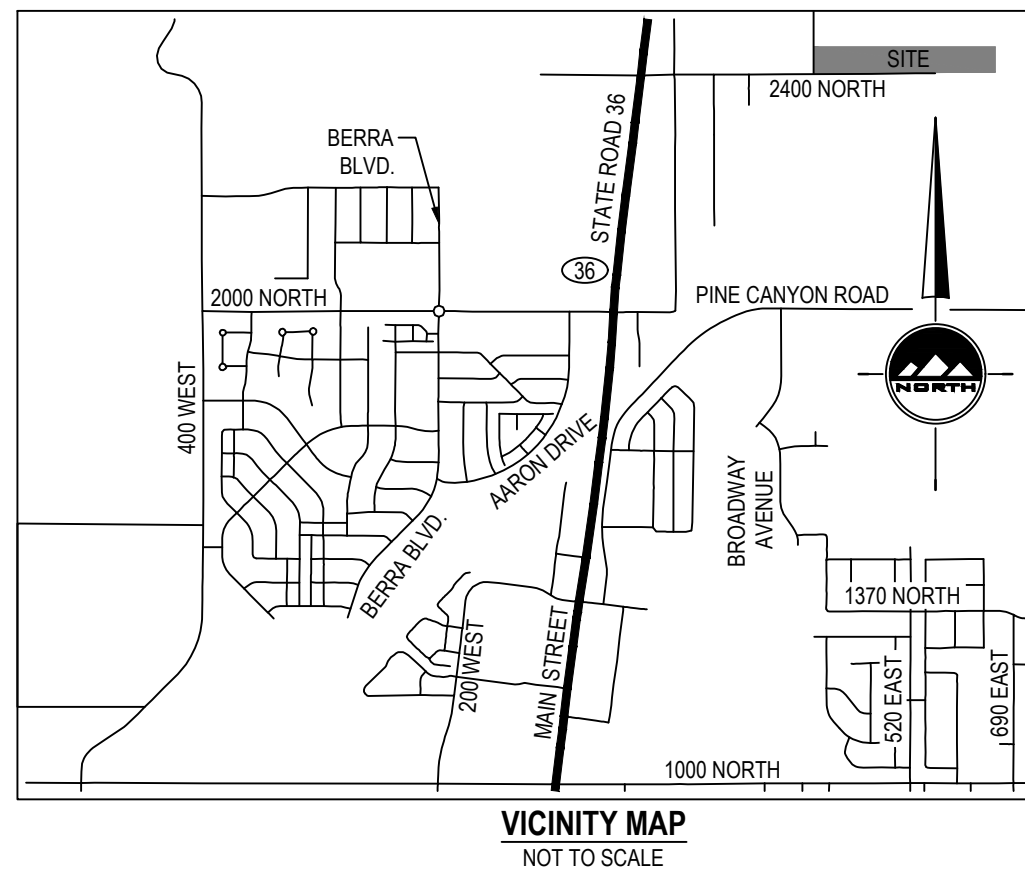 SITE
2400 NORTH
BERRA
BLVD.
STATE ROAD 36
36
2000 NORTH
PINE CANYON ROAD
NORTH
400 WEST
AARON DRIVE
BROADWAY
AVENUE
BERRA BLVD.
1370 NORTH
200 WEST
MAIN STREET
520 EAST
690 EAST
1000 NORTH
VICINITY MAP
NOT TO SCALE